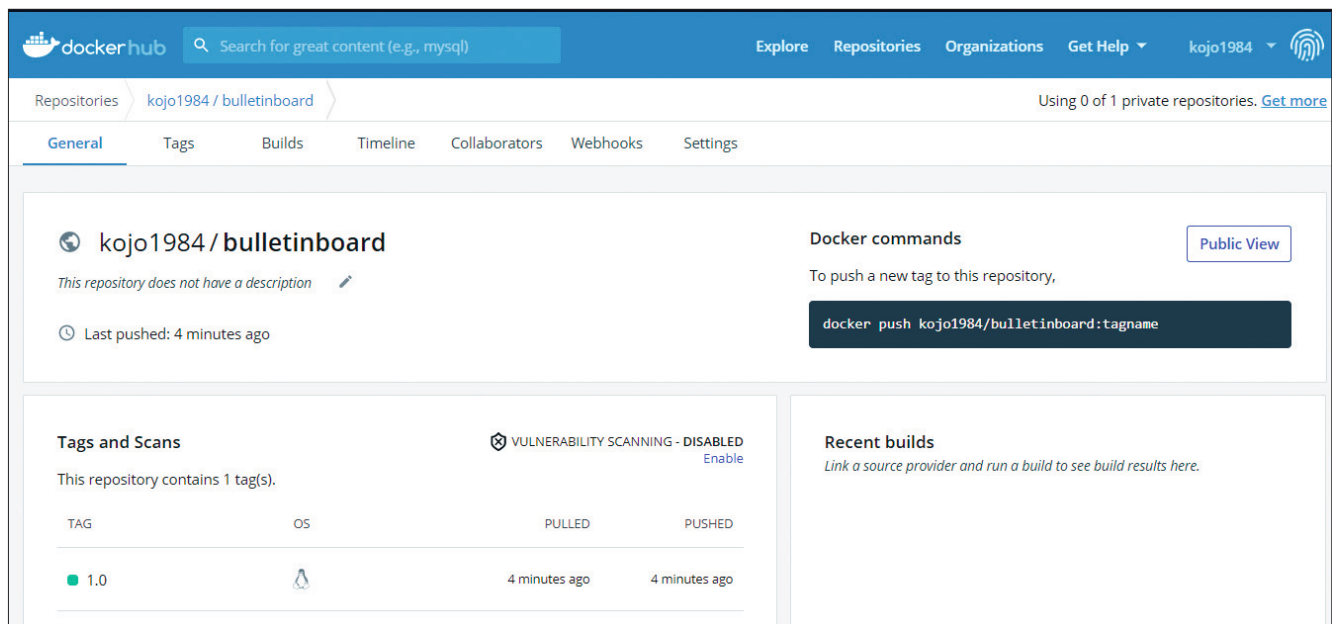 dockerhub
Search for great content (e.g., mysql)
Explore
Repositories
Organizations
Get Help
kojo1984
Repositories
kojo1984 / bulletinboard
Using 0 of 1 private repositories. Get more
General
Tags
Builds
Timeline
Collaborators
Webhooks
Settings
kojo1984 / bulletinboard
This repository does not have a description
Last pushed: 4 minutes ago
Docker commands
Public View
To push a new tag to this repository,
docker push kojo1984/bulletinboard:tagname
Tags and Scans
VULNERABILITY SCANNING - DISABLED
Enable
This repository contains 1 tag(s).
TAG
OS
PULLED
PUSHED
1.0
4 minutes ago
4 minutes ago
Recent builds
Link a source provider and run a build to see build results here.